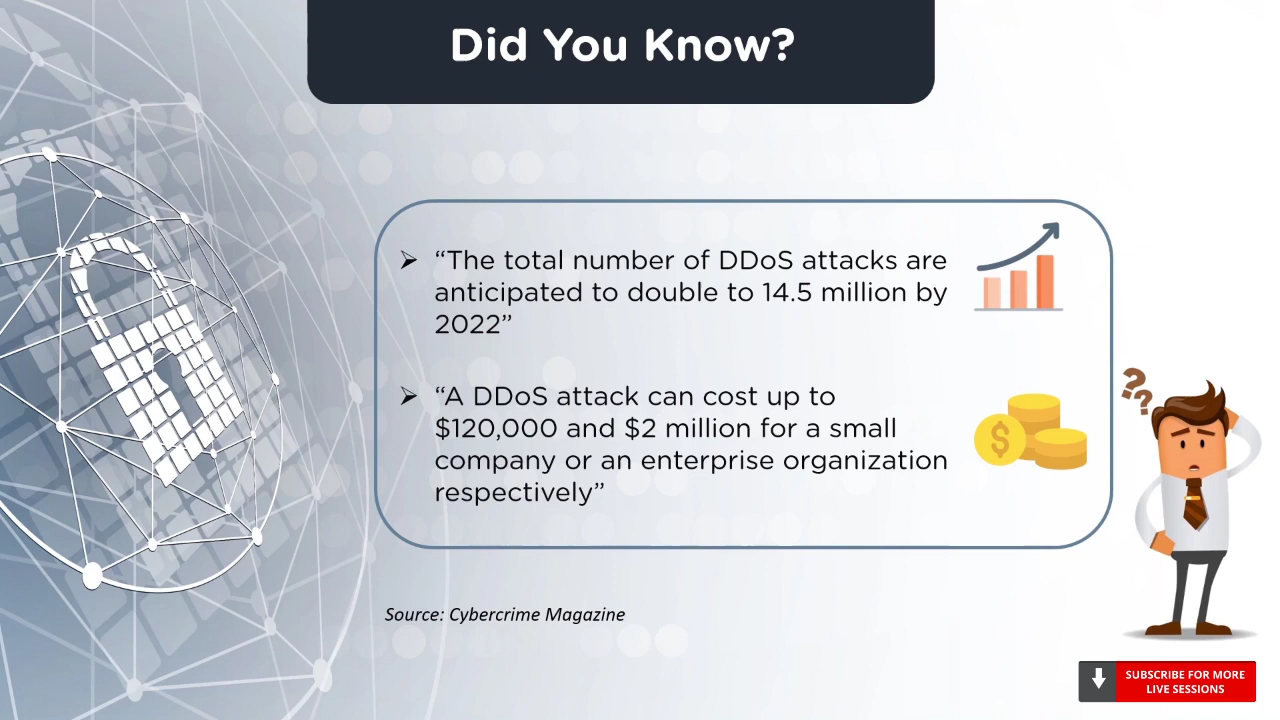 Did You Know?
➢ “The total number of DDoS attacks are
anticipated to double to 14.5 million by
2022”
➢ “A DDoS attack can cost up to
$120,000 and $2 million for a small
company or an enterprise organization
respectively”
$
??
Source: Cybercrime Magazine
SUBSCRIBE FOR MORE
LIVE SESSIONS